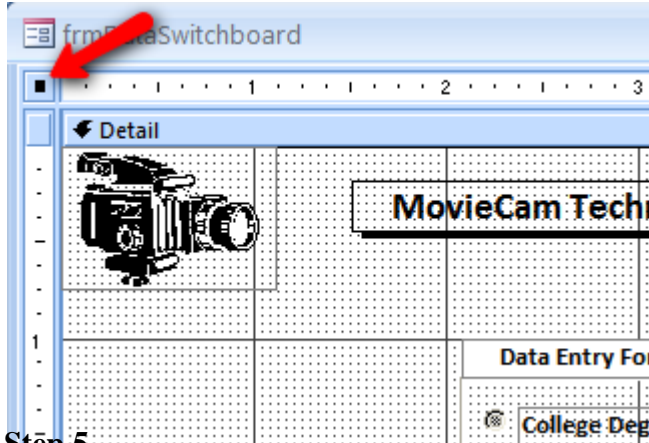 frmDataSwitchboard
1 2 3
Detail
MovieCam Techn
1
Data Entry For
College Deg
Step 5